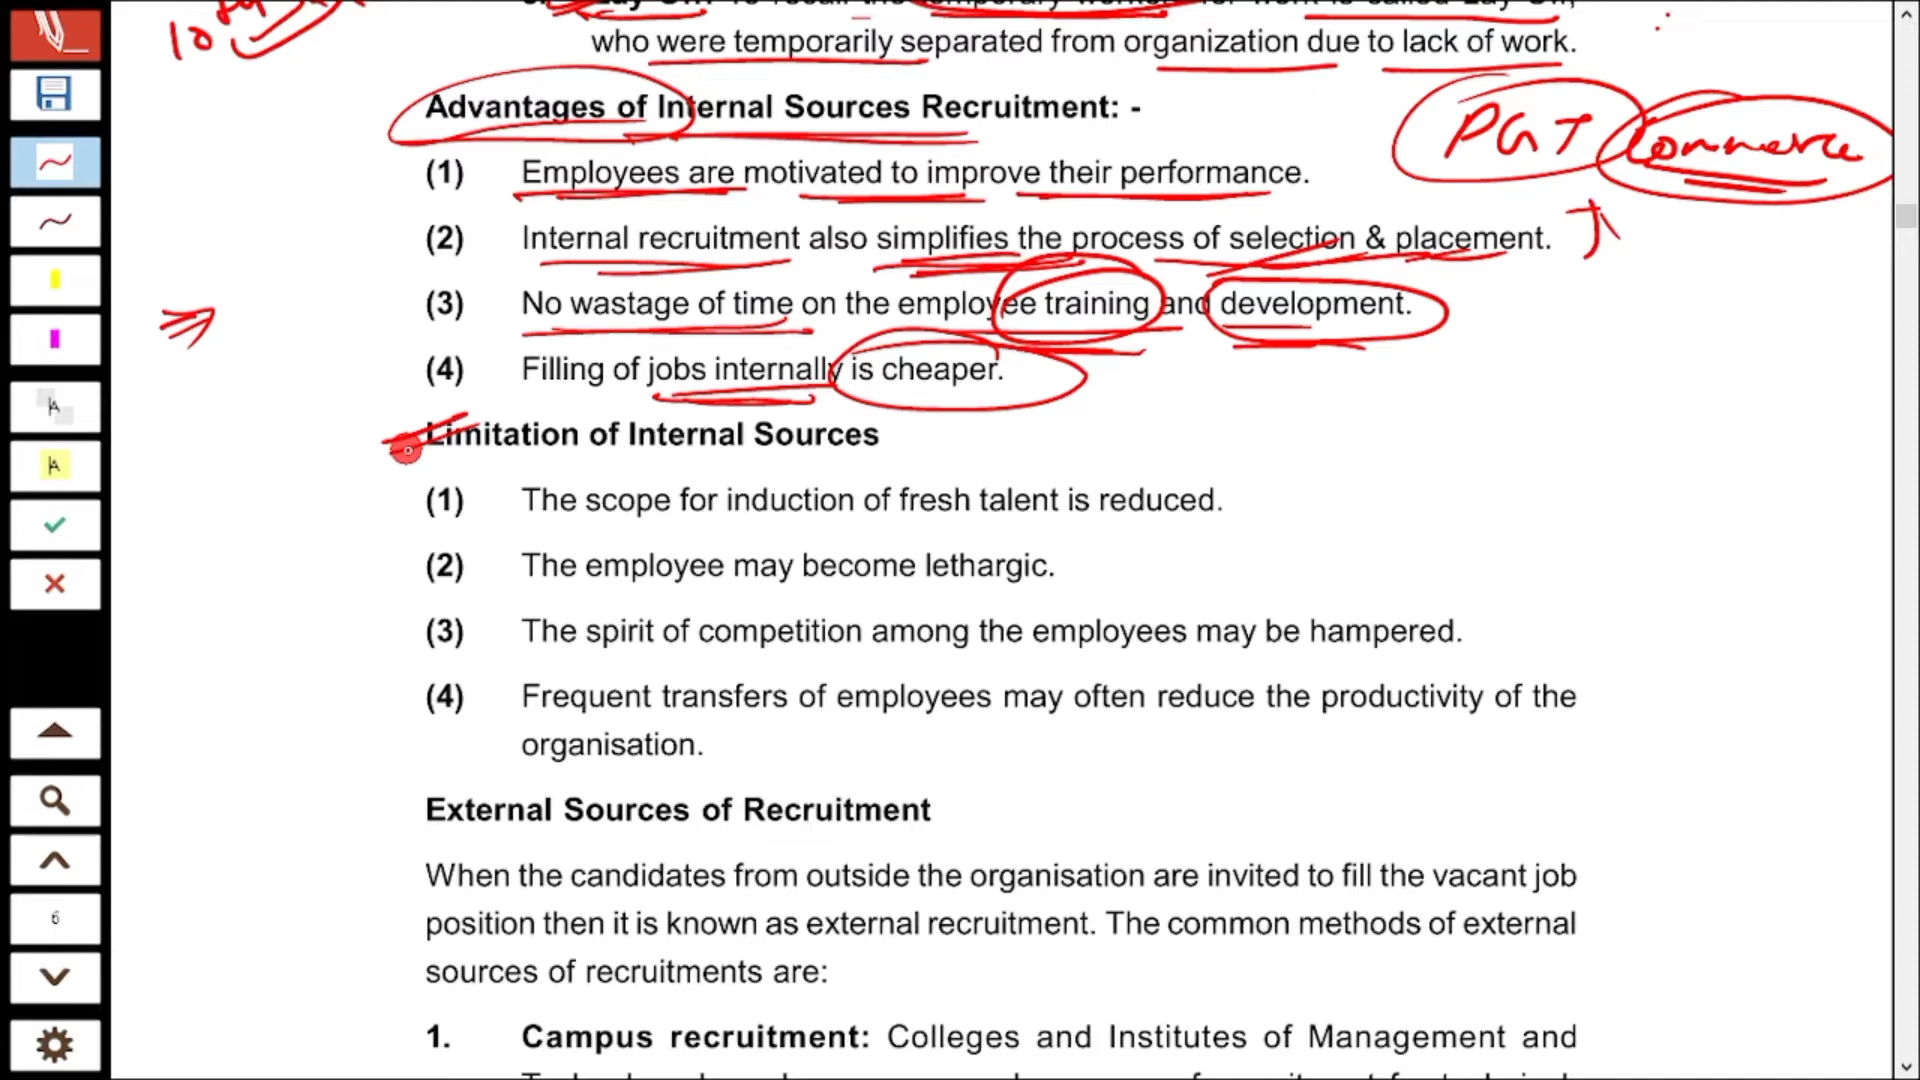 who were temporarily separated from organization due to lack of work.
Advantages of Internal Sources Recruitment: -
PGT Commerce
(1) Employees are motivated to improve their performance.
(2) Internal recruitment also simplifies the process of selection & placement.
(3) No wastage of time on the employee training and development.
(4) Filling of jobs internally is cheaper.
Limitation of Internal Sources
(1) The scope for induction of fresh talent is reduced.
(2) The employee may become lethargic.
(3) The spirit of competition among the employees may be hampered.
(4) Frequent transfers of employees may often reduce the productivity of the
organisation.
External Sources of Recruitment
When the candidates from outside the organisation are invited to fill the vacant job
position then it is known as external recruitment. The common methods of external
sources of recruitments are:
1. Campus recruitment: Colleges and Institutes of Management and
6